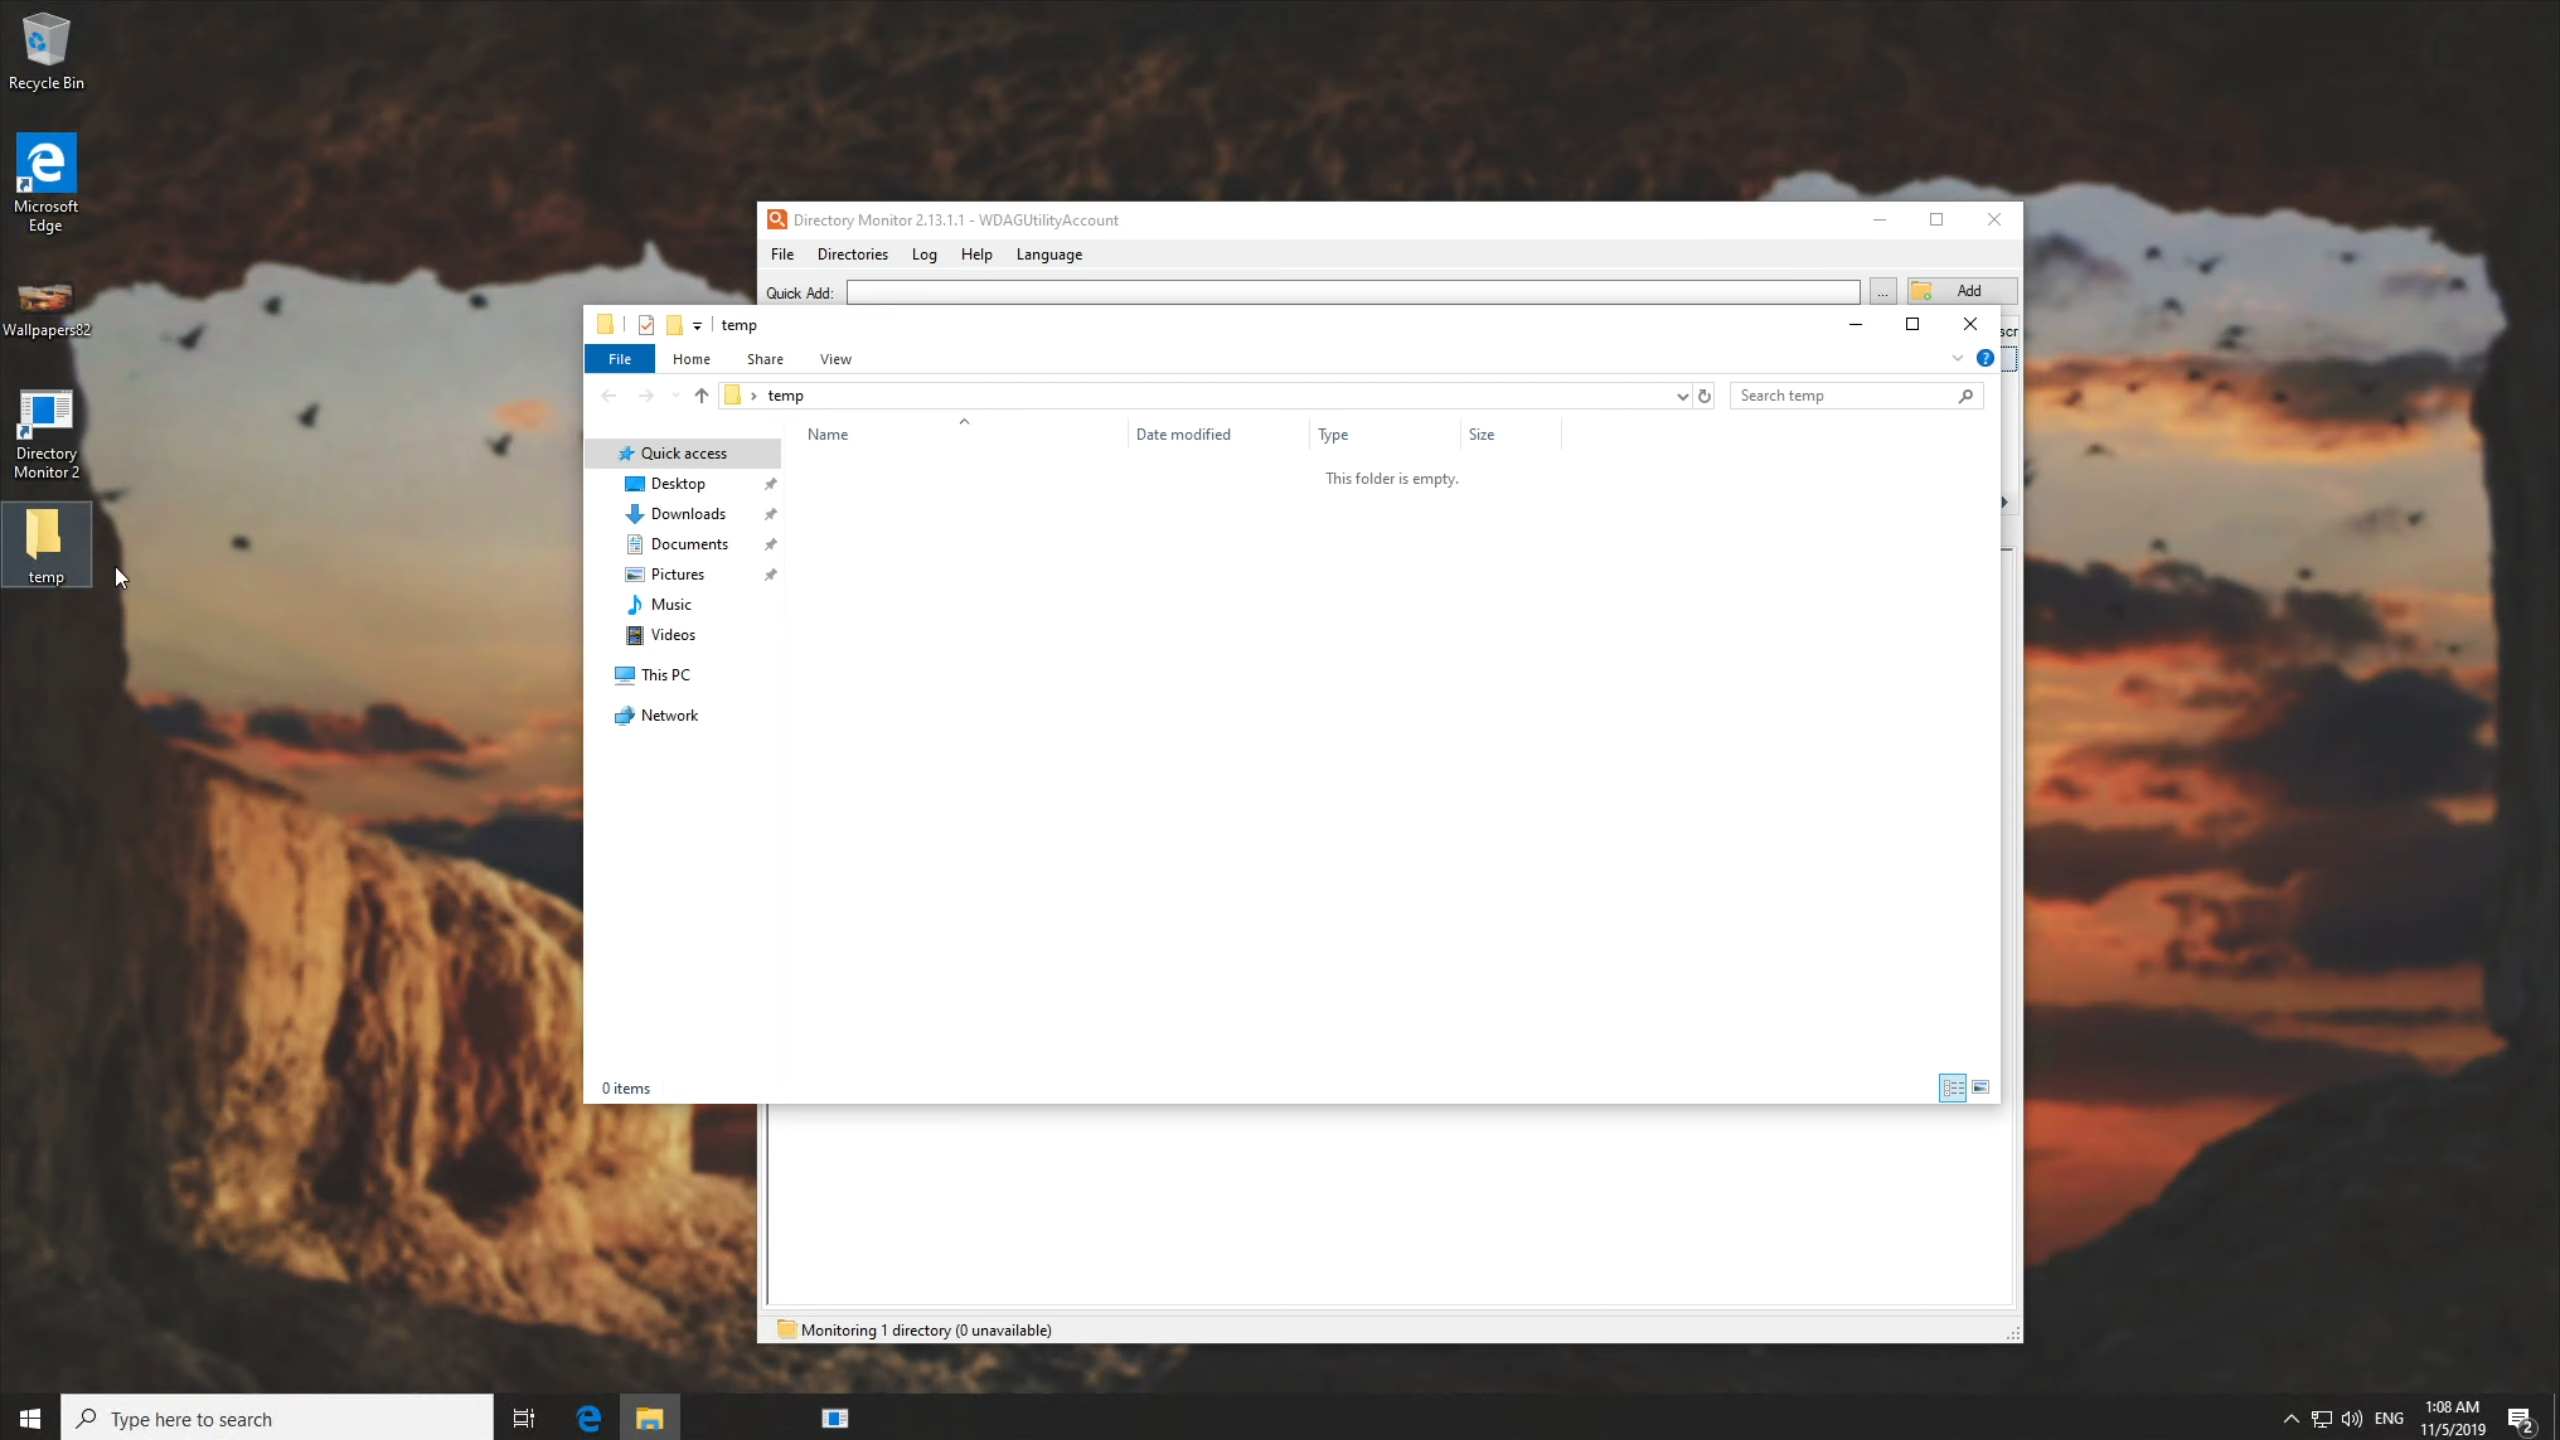 Recycle Bin
Microsoft
Edge
Wallpapers82
Directory
Monitor 2
temp
Directory Monitor 2.13.1.1 - WDAGUtilityAccount
File Directories Log Help Language
Quick Add: ... Add
temp
File Home Share View
temp
Search temp
Name Date modified Type Size
This folder is empty.
Quick access
Desktop
Downloads
Documents
Pictures
Music
Videos
This PC
Network
0 items
scr
Monitoring 1 directory (0 unavailable)
Type here to search
ENG
1:08 AM
11/5/2019
2